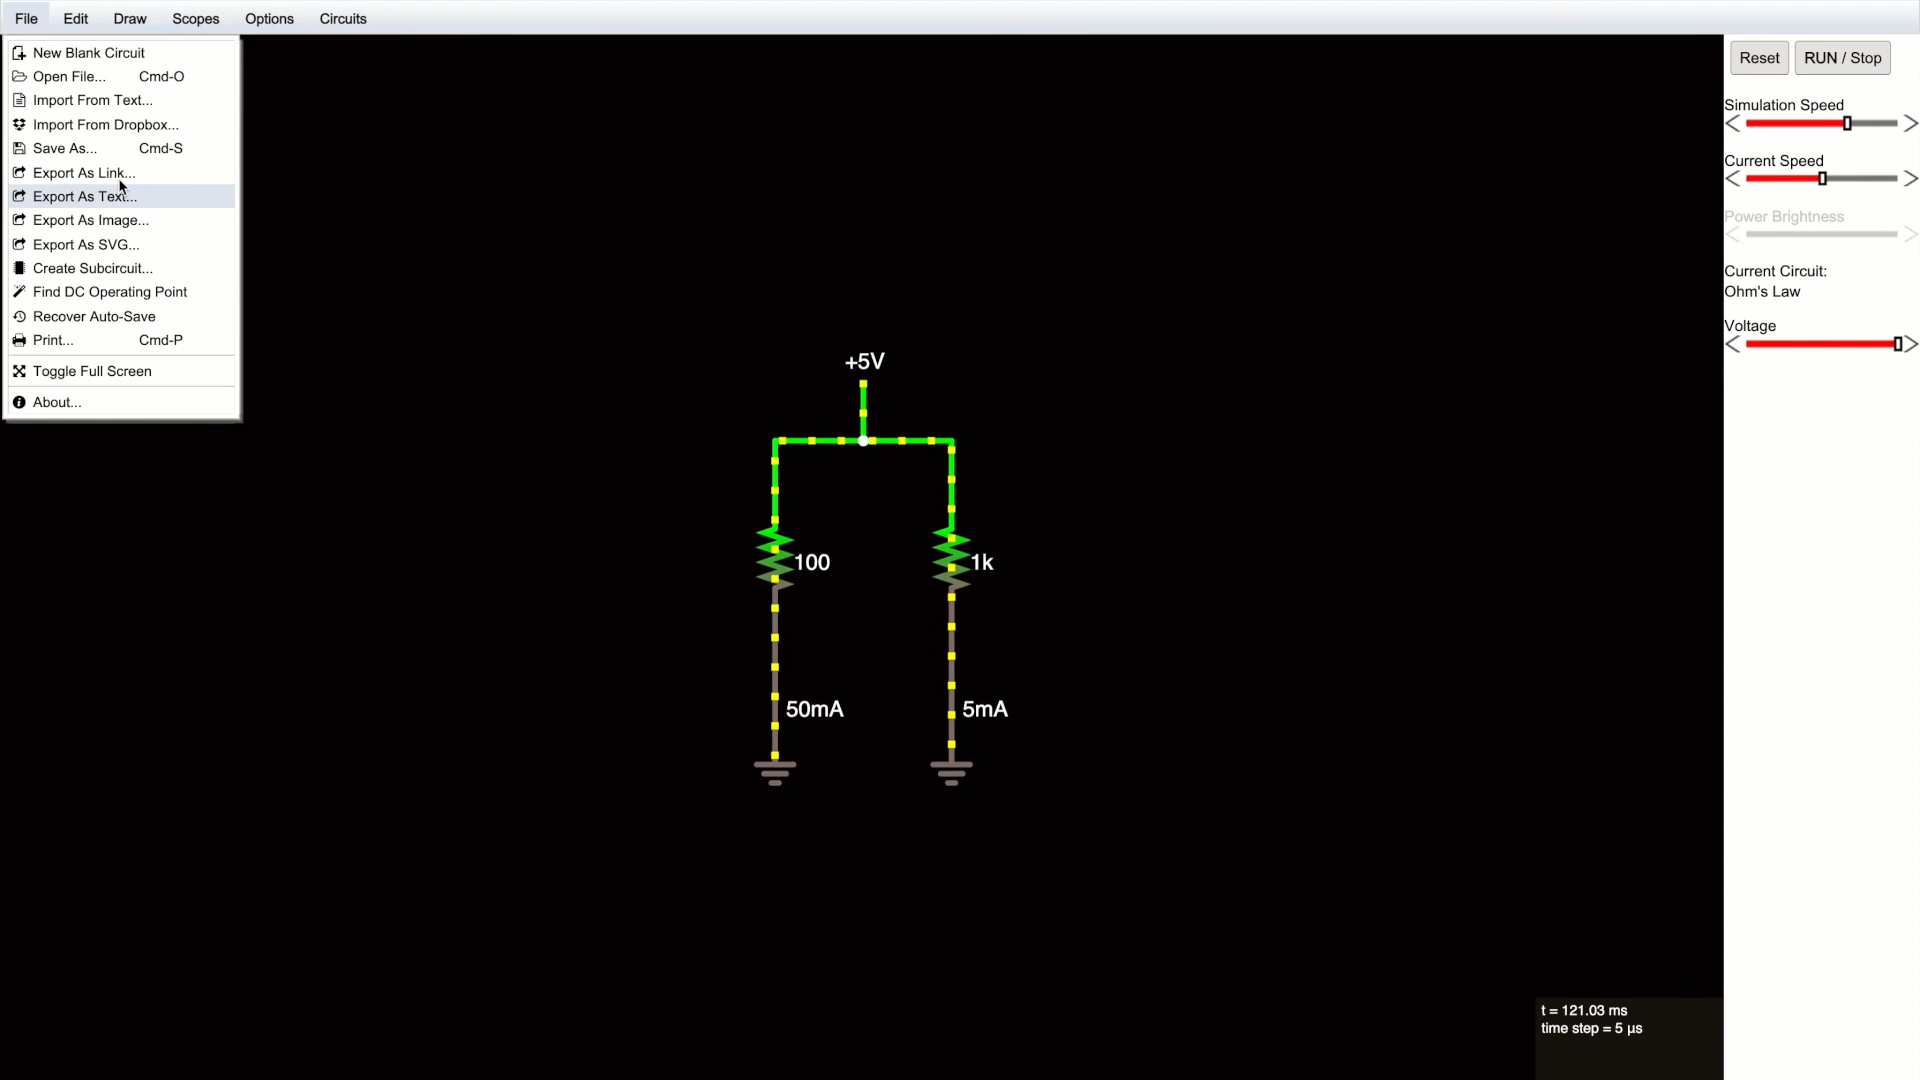 File Edit Draw Scopes Options Circuits
New Blank Circuit
Open File... Cmd-O
Import From Text...
Import From Dropbox...
Save As... Cmd-S
Export As Link...
Export As Text...
Export As Image...
Export As SVG...
Create Subcircuit...
Find DC Operating Point
Recover Auto-Save
Print... Cmd-P
Toggle Full Screen
About...
+5V
100 1k
50mA 5mA
Reset RUN / Stop
Simulation Speed
Current Speed
Power Brightness
Current Circuit:
Ohm's Law
Voltage
t = 121.03 ms
time step = 5 μs